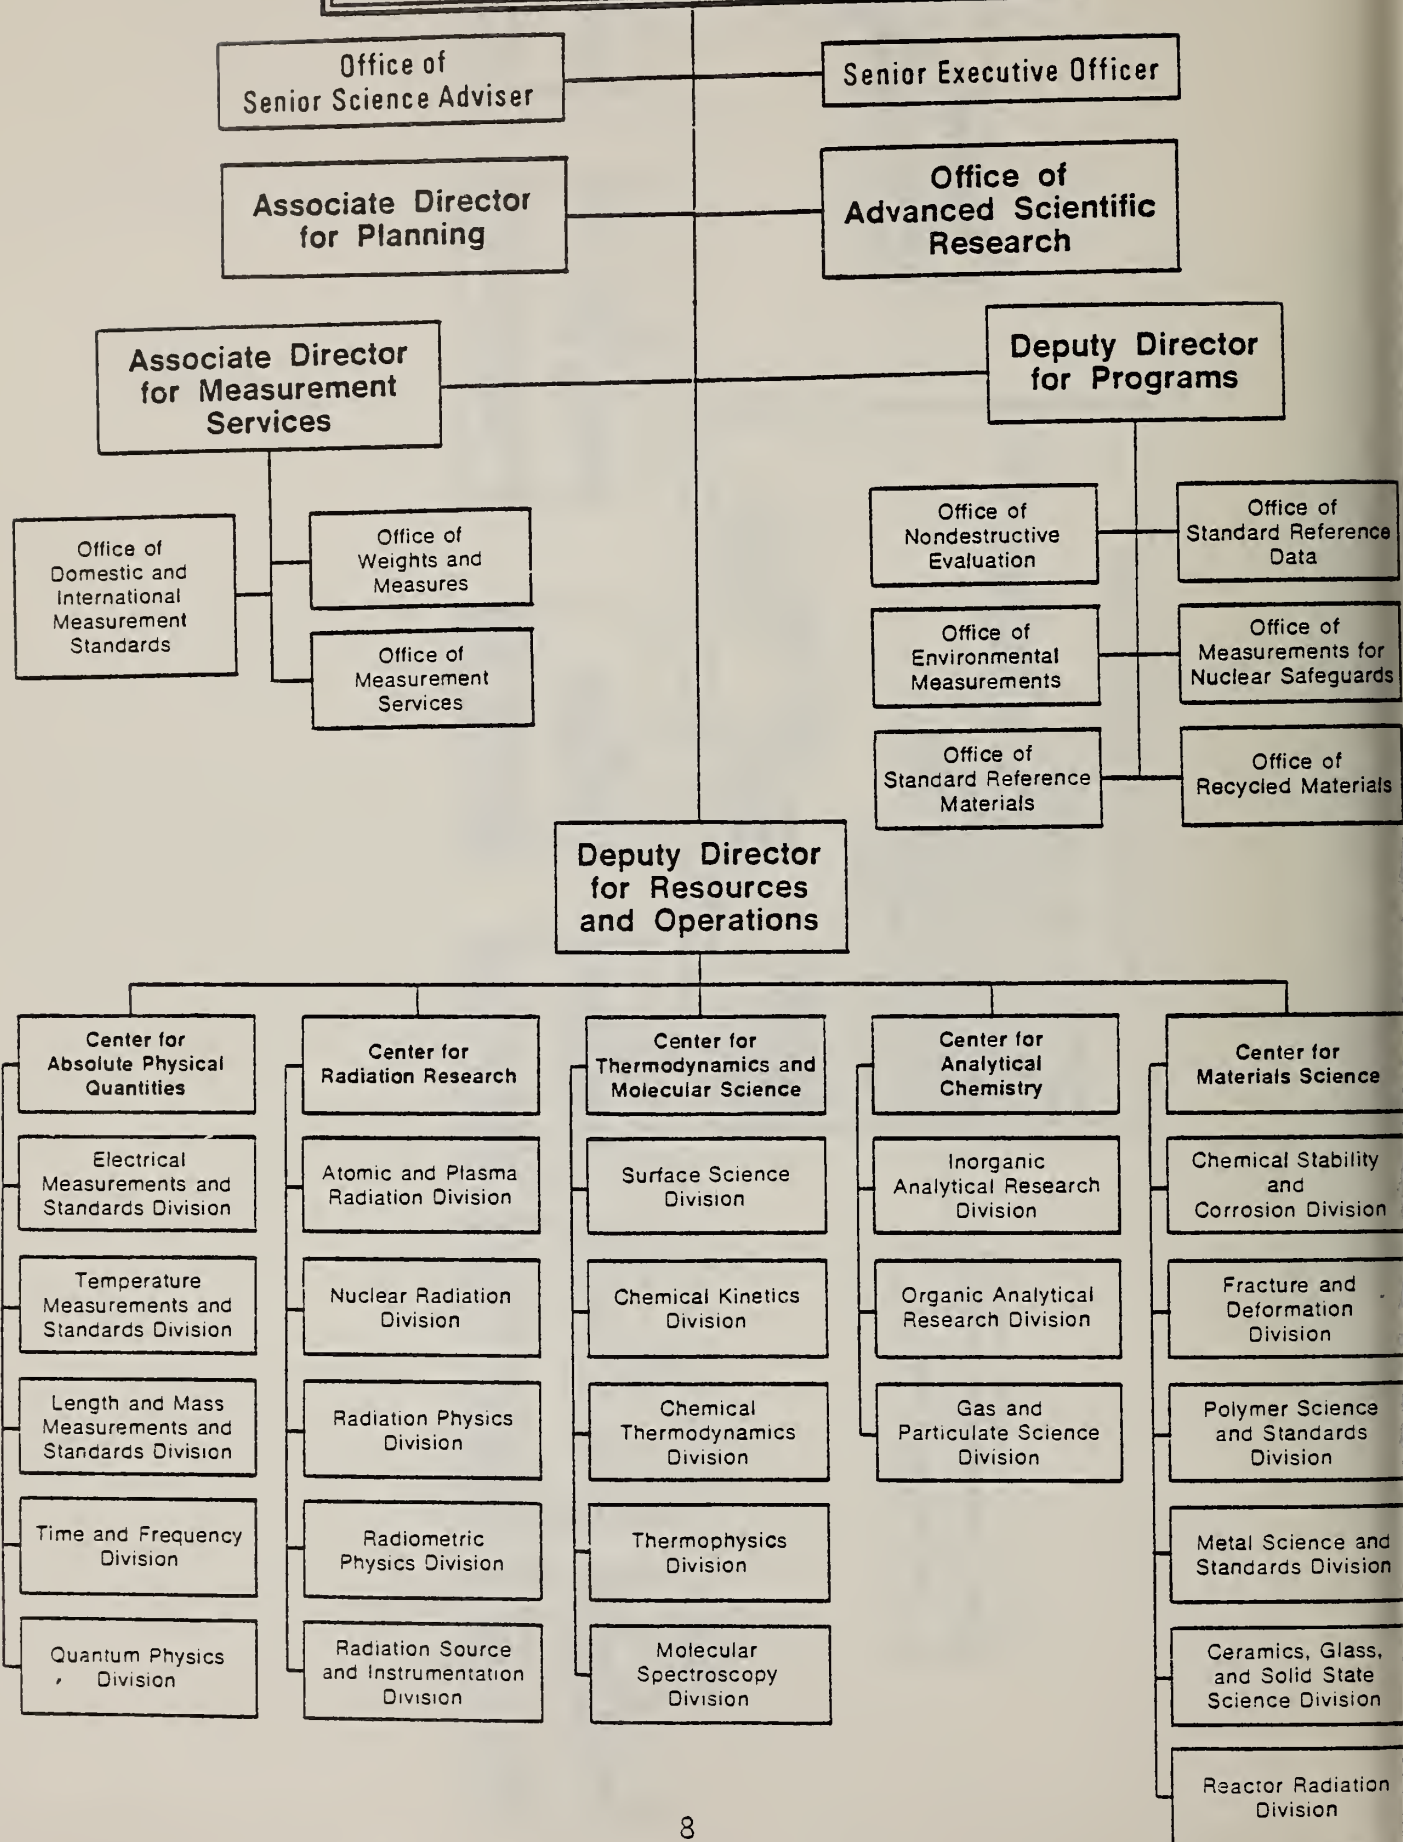 Office of
Senior Science Adviser
Senior Executive Officer
Associate Director
for Planning
Office of
Advanced Scientific
Research
Associate Director
for Measurement
Services
Deputy Director
for Programs
Office of
Domestic and
International
Measurement
Standards
Office of
Weights and
Measures
Office of
Measurement
Services
Office of
Nondestructive
Evaluation
Office of
Standard Reference
Data
Office of
Environmental
Measurements
Office of
Measurements for
Nuclear Safeguards
Office of
Standard Reference
Materials
Office of
Recycled Materials
Deputy Director
for Resources
and Operations
Center for
Absolute Physical
Quantities
Electrical
Measurements and
Standards Division
Temperature
Measurements and
Standards Division
Length and Mass
Measurements and
Standards Division
Time and Frequency
Division
Quantum Physics
Division
Center for
Radiation Research
Atomic and Plasma
Radiation Division
Nuclear Radiation
Division
Radiation Physics
Division
Radiometric
Physics Division
Radiation Source
and Instrumentation
Division
Center for
Thermodynamics and
Molecular Science
Surface Science
Division
Chemical Kinetics
Division
Chemical
Thermodynamics
Division
Thermophysics
Division
Molecular
Spectroscopy
Division
Center for
Analytical
Chemistry
Inorganic
Analytical Research
Division
Organic Analytical
Research Division
Gas and
Particulate Science
Division
Center for
Materials Science
Chemical Stability
and
Corrosion Division
Fracture and
Deformation
Division
Polymer Science
and Standards
Division
Metal Science and
Standards Division
Ceramics, Glass,
and Solid State
Science Division
Reactor Radiation
Division
8